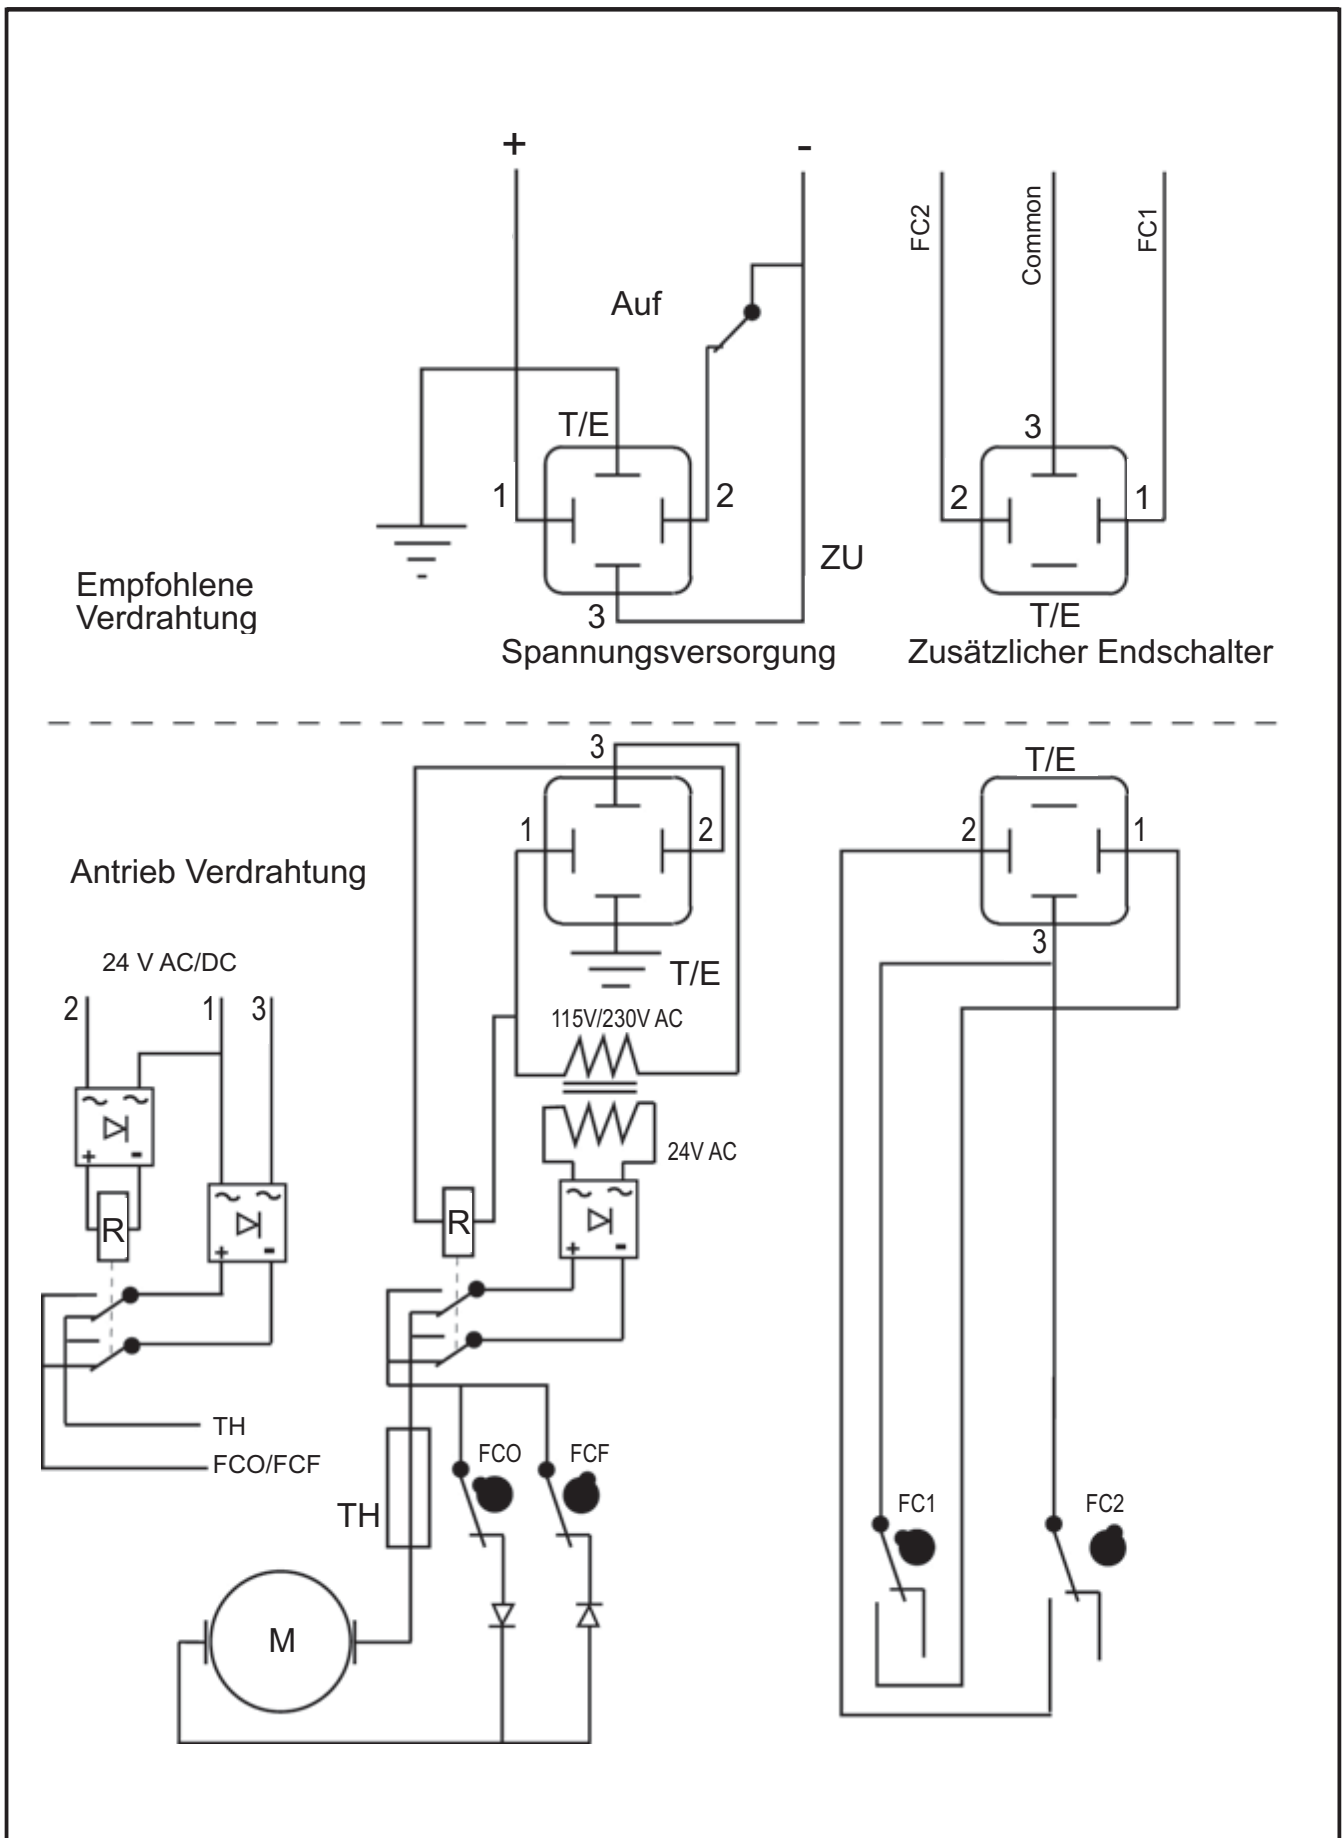 +
-
FC2
Common
FC1
Auf
T/E
3
1
2
2
1
ZU
Empfohlene
Verdrahtung
3
T/E
Spannungsversorgung
Zusätzlicher Endschalter
3
T/E
1
2
2
1
Antrieb Verdrahtung
3
24 V AC/DC
T/E
2
1
3
115V/230V AC
~ ~
+ -
24V AC
R
~ ~
+ -
R
~ ~
+ -
TH
FCO/FCF
FCO
FCF
TH
FC1
FC2
M